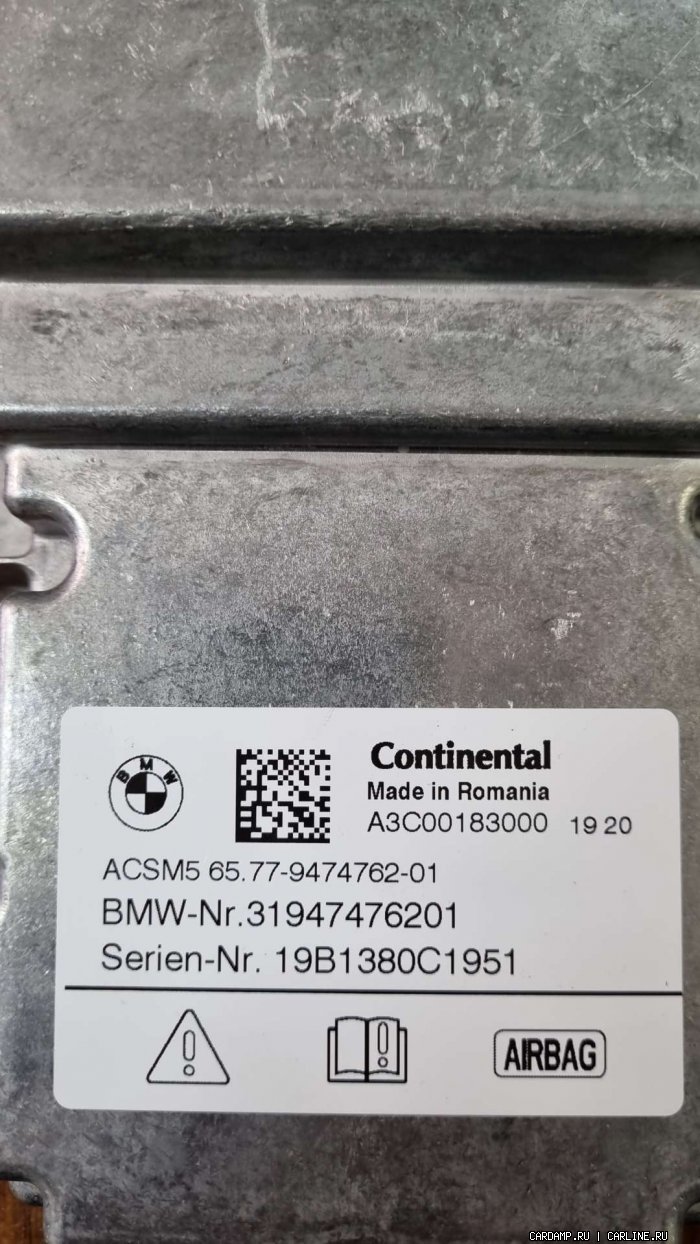 BMW
Continental
Made in Romania
A3C00183000 19 20
ACSM5 65.77-9474762-01
BMW-Nr.31947476201
Serien-Nr. 19B1380C1951
AIRBAG
CARDAMP.RU | CARLINE.RU